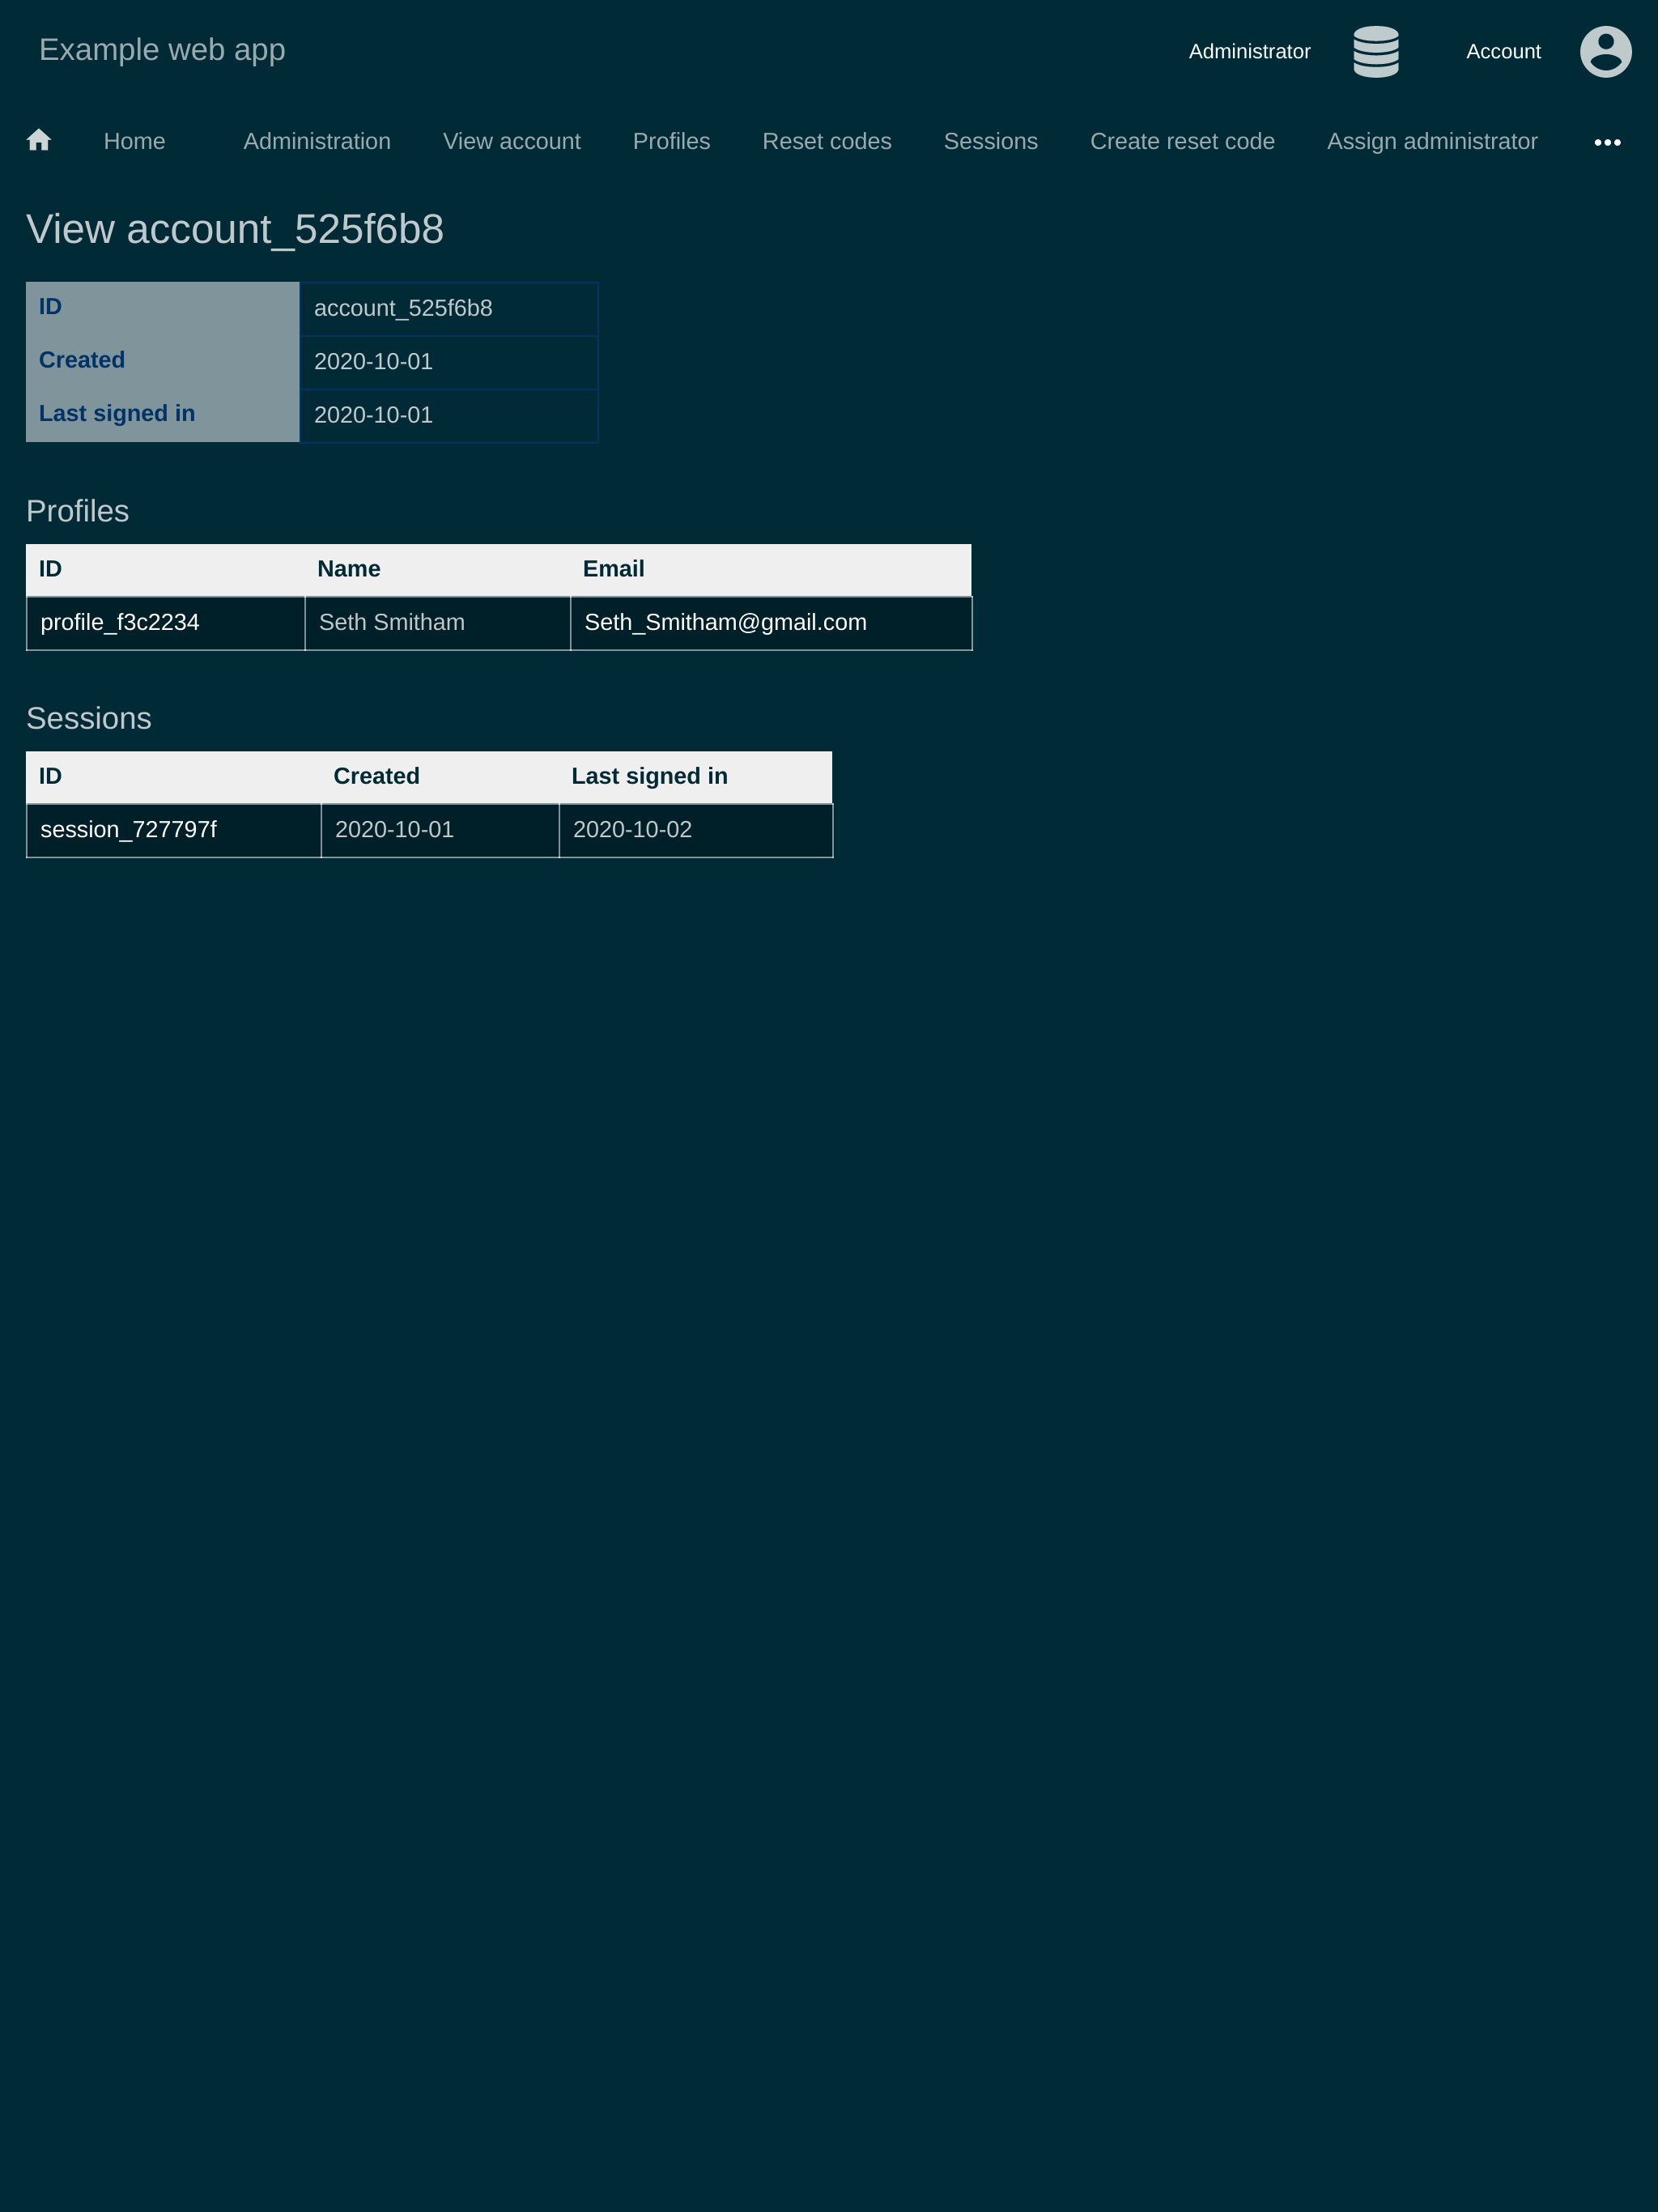 Example web app
Administrator Account
Home Administration View account Profiles Reset codes Sessions Create reset code Assign administrator •••
View account_525f6b8
ID account_525f6b8
Created 2020-10-01
Last signed in 2020-10-01
Profiles
ID Name Email
profile_f3c2234 Seth Smitham Seth_Smitham@gmail.com
Sessions
ID Created Last signed in
session_727797f 2020-10-01 2020-10-02